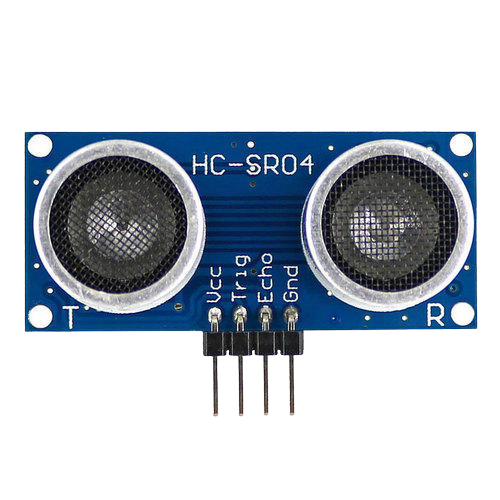 HC-SR04
Vcc
Trig
Echo
Gnd
T
R